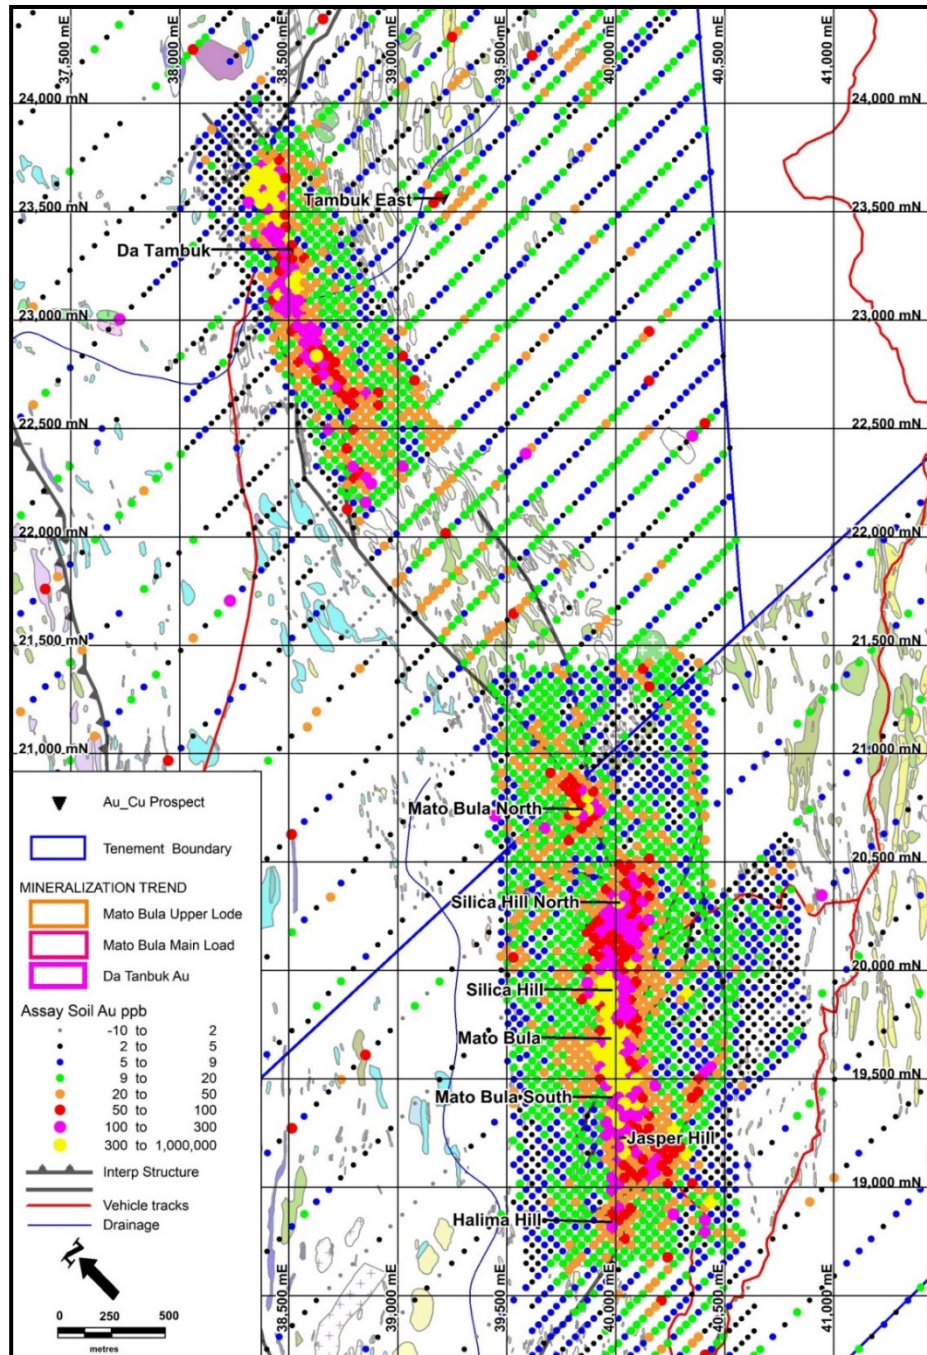 37,500 mE
38,000 mE
38,500 mE
39,000 mE
39,500 mE
40,000 mE
40,500 mE
41,000 mE
24,000 mN
24,000 mN
23,500 mN
Tambuk East
23,500 mN
Da Tambuk
23,000 mN
23,000 mN
22,500 mN
22,500 mN
22,000 mN
22,000 mN
21,500 mN
21,500 mN
21,000 mN
21,000 mN
Mato Bula North
20,500 mN
Silica Hill North
20,000 mN
Silica Hill
Mato Bula
19,500 mN
Mato Bula South
Jasper Hill
19,000 mN
Halima Hill
38,500 mE
39,000 mE
39,500 mE
40,000 mE
40,500 mE
41,000 mE
Au_Cu Prospect
Tenement Boundary
MINERALIZATION TREND
Mato Bula Upper Lode
Mato Bula Main Load
Da Tanbuk Au
Assay Soil Au ppb
-10 to 2
2 to 5
5 to 9
9 to 20
20 to 50
50 to 100
100 to 300
300 to 1,000,000
Interp Structure
Vehicle tracks
Drainage
N
0 250 500
metres